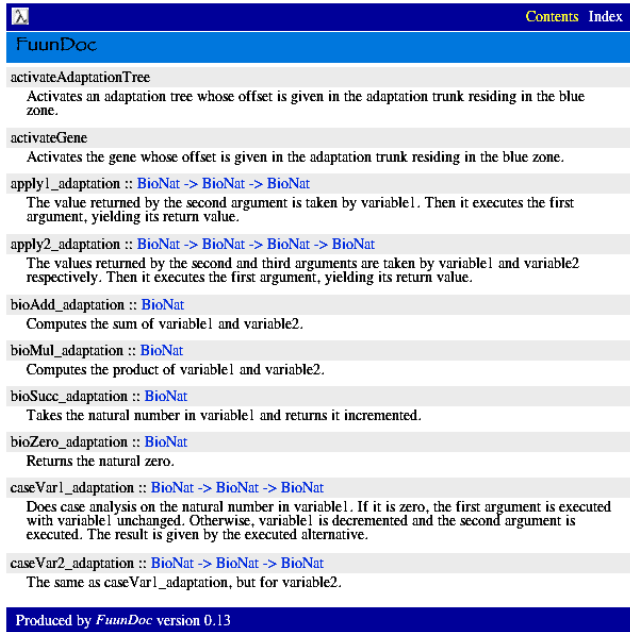 λ
Contents Index
FuunDoc
activateAdaptationTree
Activates an adaptation tree whose offset is given in the adaptation trunk residing in the blue
zone.
activateGene
Activates the gene whose offset is given in the adaptation trunk residing in the blue zone.
apply1_adaptation :: BioNat -> BioNat -> BioNat
The value returned by the second argument is taken by variable1. Then it executes the first
argument, yielding its return value.
apply2_adaptation :: BioNat -> BioNat -> BioNat -> BioNat
The values returned by the second and third arguments are taken by variable1 and variable2
respectively. Then it executes the first argument, yielding its return value.
bioAdd_adaptation :: BioNat
Computes the sum of variable1 and variable2.
bioMul_adaptation :: BioNat
Computes the product of variable1 and variable2.
bioSucc_adaptation :: BioNat
Takes the natural number in variable1 and returns it incremented.
bioZero_adaptation :: BioNat
Returns the natural zero.
caseVar1_adaptation :: BioNat -> BioNat -> BioNat
Does case analysis on the natural number in variable1. If it is zero, the first argument is executed
with variable1 unchanged. Otherwise, variable1 is decremented and the second argument is
executed. The result is given by the executed alternative.
caseVar2_adaptation :: BioNat -> BioNat -> BioNat
The same as caseVar1_adaptation, but for variable2.
Produced by FuunDoc version 0.13